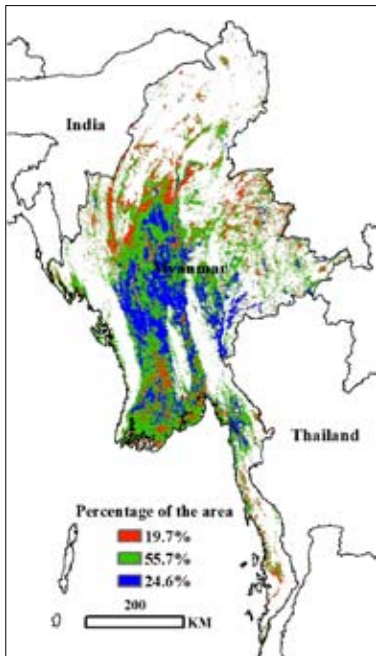 India
Myanmar
Thailand
Percentage of the area
19.7%
55.7%
24.6%
200
KM